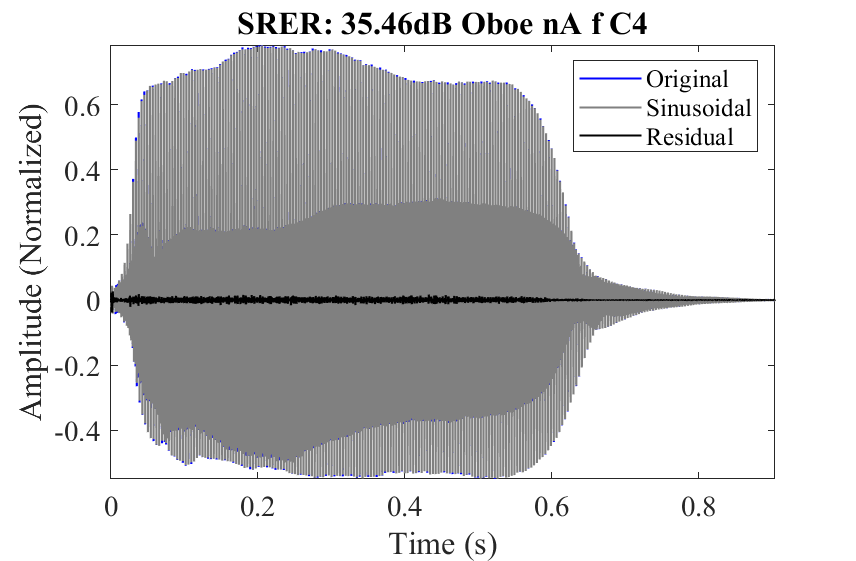 SRER: 35.46dB Oboe nA f C4
Original
Sinusoidal
Residual
Amplitude (Normalized)
0.6
0.4
0.2
0
-0.2
-0.4
0 0.2 0.4 0.6 0.8
Time (s)